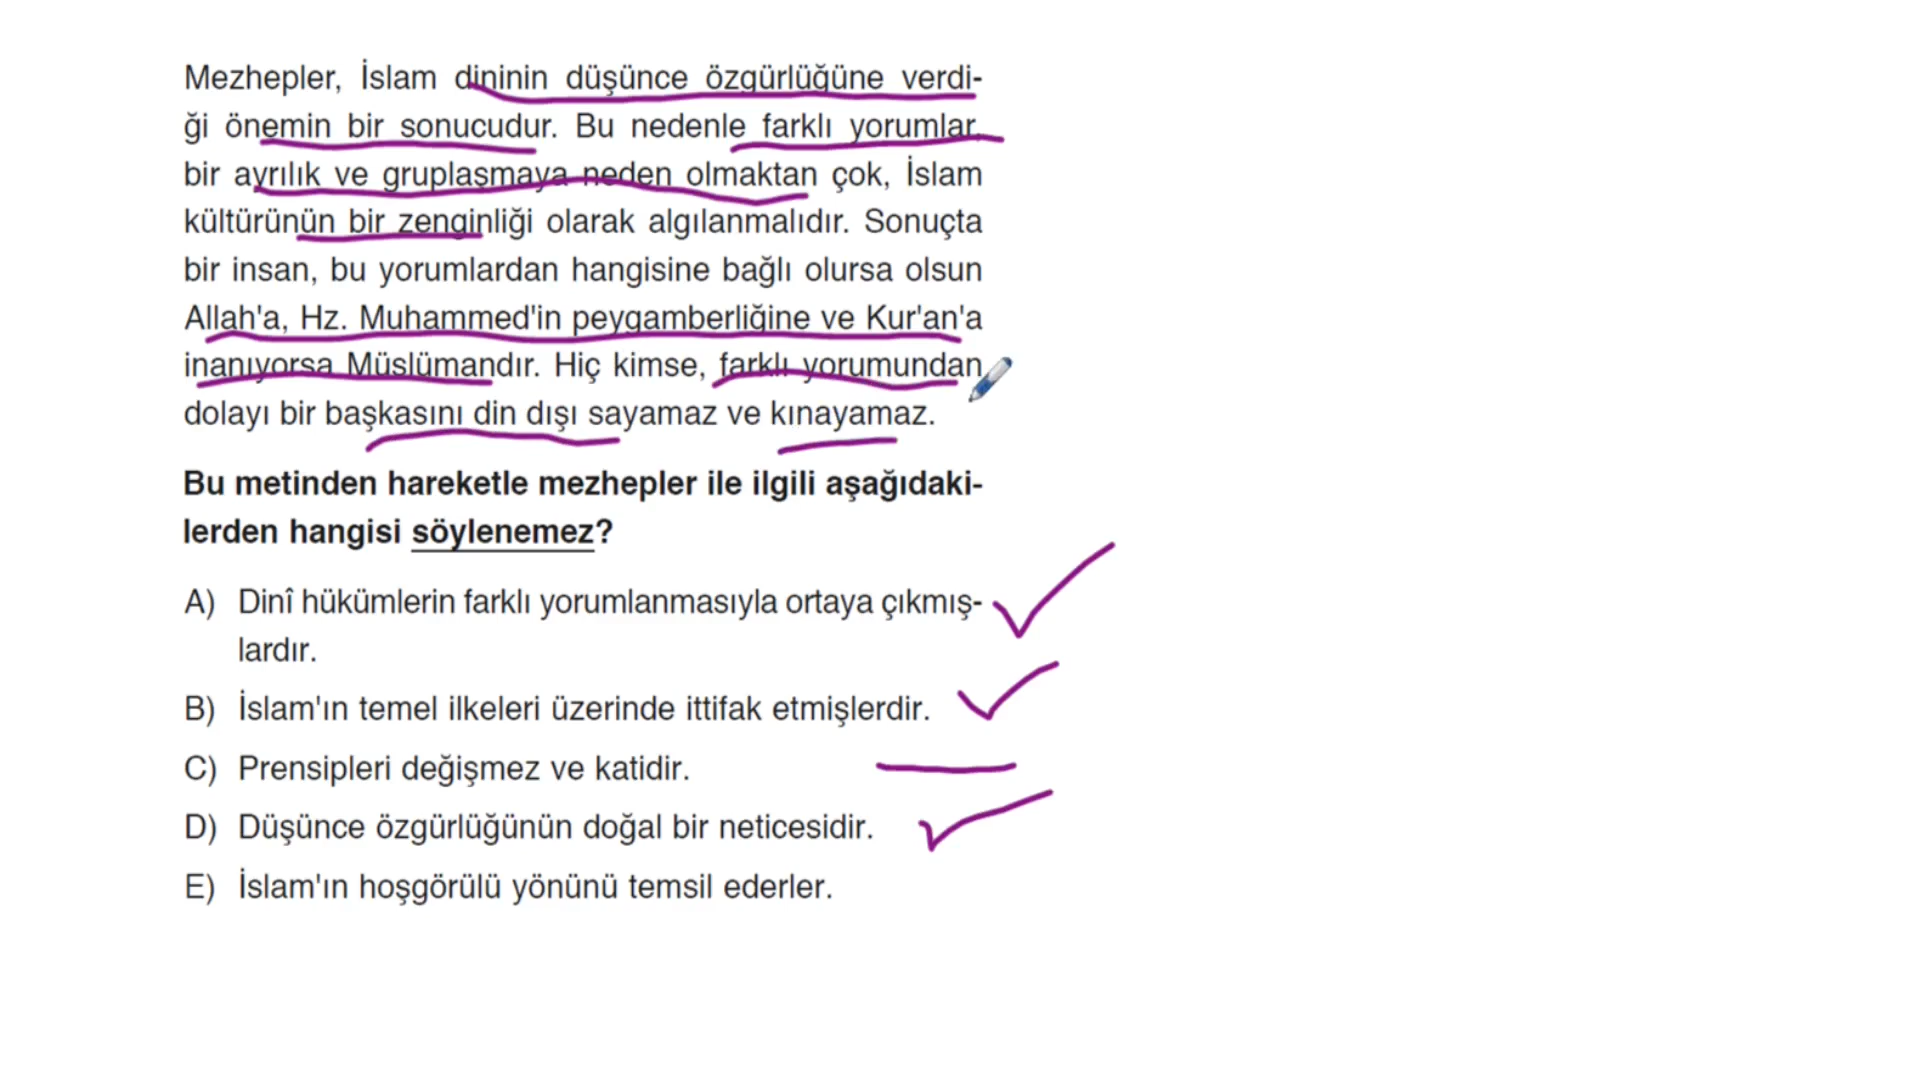 Mezhepler, İslam dininin düşünce özgürlüğüne verdi-
ği önemin bir sonucudur. Bu nedenle farklı yorumlar,
bir ayrılık ve gruplaşmaya neden olmaktan çok, İslam
kültürünün bir zenginliği olarak algılanmalıdır. Sonuçta
bir insan, bu yorumlardan hangisine bağlı olursa olsun
Allah'a, Hz. Muhammed'in peygamberliğine ve Kur'an'a
inanıyorsa Müslümandır. Hiç kimse, farklı yorumundan
dolayı bir başkasını din dışı sayamaz ve kınayamaz.
Bu metinden hareketle mezhepler ile ilgili aşağıdaki-
lerden hangisi söylenemez?
A) Dinî hükümlerin farklı yorumlanmasıyla ortaya çıkmış-
lardır.
B) İslam'ın temel ilkeleri üzerinde ittifak etmişlerdir.
C) Prensipleri değişmez ve katidir.
D) Düşünce özgürlüğünün doğal bir neticesidir.
E) İslam'ın hoşgörülü yönünü temsil ederler.